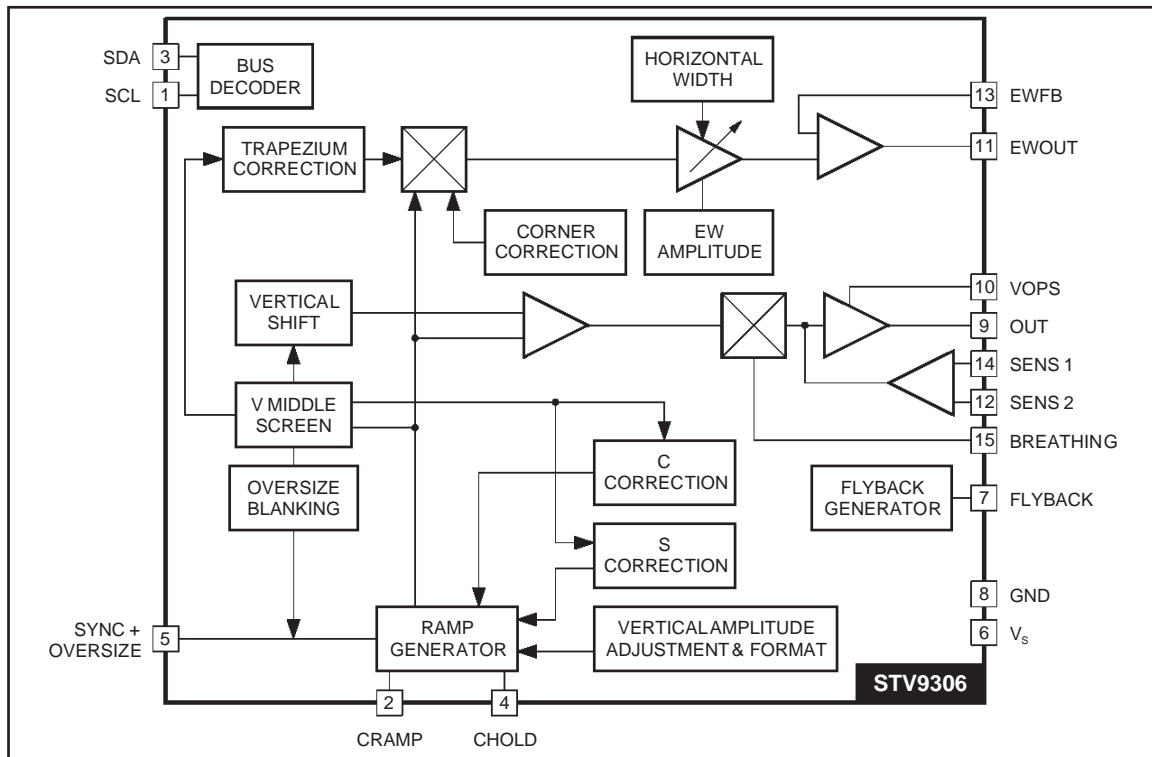 SDA
3
SCL
1
BUS
DECODER
HORIZONTAL
WIDTH
13
EWFB
11
EWOUT
TRAPEZIUM
CORRECTION
CORNER
CORRECTION
EW
AMPLITUDE
VERTICAL
SHIFT
10
VOPS
9
OUT
14
SENS 1
12
SENS 2
15
BREATHING
V MIDDLE
SCREEN
C
CORRECTION
OVERSIZE
BLANKING
FLYBACK
GENERATOR
7
FLYBACK
S
CORRECTION
8
GND
6
VS
SYNC +
OVERSIZE
5
RAMP
GENERATOR
VERTICAL AMPLITUDE
ADJUSTMENT & FORMAT
STV9306
2
4
CRAMP
CHOLD